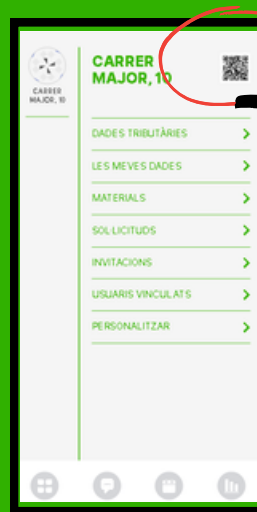 CARRER
MAJOR, 10
CARRER
MAJOR, 10
DADES TRIBUTÀRIES
LES MEVES DADES
MATERIALS
SOL·LICITUDS
INVITACIONS
USUARIS VINCULATS
PERSONALITZAR